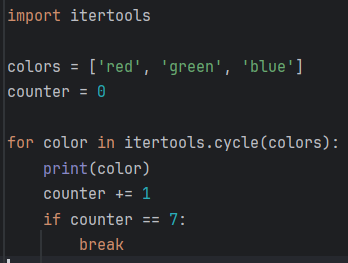 import itertools

colors = ['red', 'green', 'blue']
counter = 0

for color in itertools.cycle(colors):
    print(color)
    counter += 1
    if counter == 7:
        break